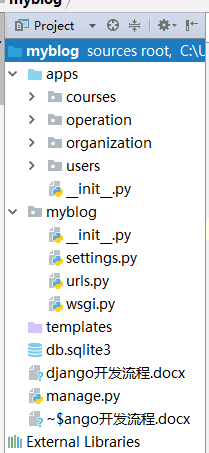 myblog
Project
myblog sources root, C:\U
apps
courses
operation
organization
users
__init__.py
myblog
__init__.py
settings.py
urls.py
wsgi.py
templates
db.sqlite3
django开发流程.docx
manage.py
~$ango开发流程.docx
External Libraries